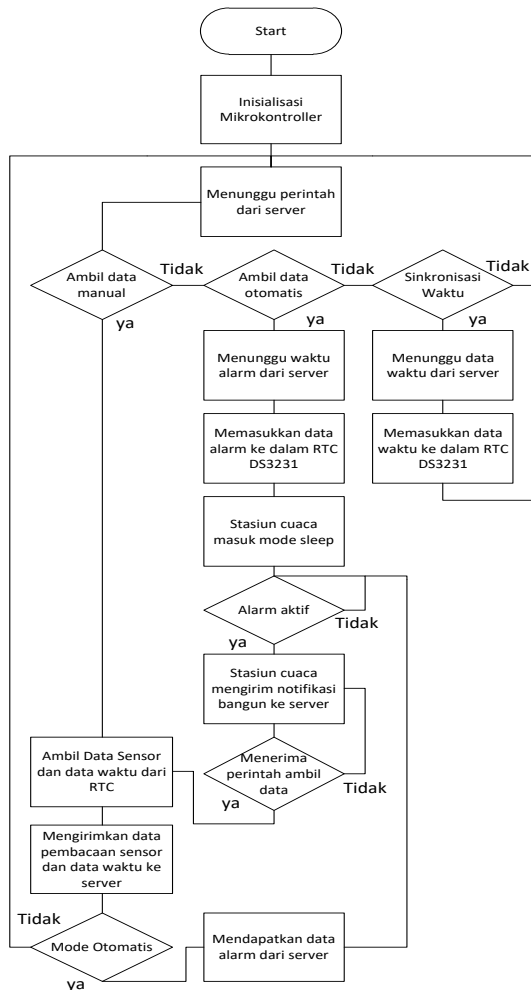 Start
Inisialisasi
Mikrokontroller
Menunggu perintah
dari server
Ambil data
manual
Tidak
Ambil data
otomatis
Tidak
Sinkronisasi
Waktu
Tidak
ya
ya
ya
Menunggu waktu
alarm dari server
Menunggu data
waktu dari server
Memasukkan data
alarm ke dalam RTC
DS3231
Memasukkan data
waktu ke dalam RTC
DS3231
Stasiun cuaca
masuk mode sleep
Alarm aktif
Tidak
ya
Stasiun cuaca
mengirim notifikasi
bangun ke server
Ambil Data Sensor
dan data waktu dari
RTC
Menerima
perintah ambil
data
Tidak
ya
Mengirimkan data
pembacaan sensor
dan data waktu ke
server
Tidak
Mode Otomatis
ya
Mendapatkan data
alarm dari server